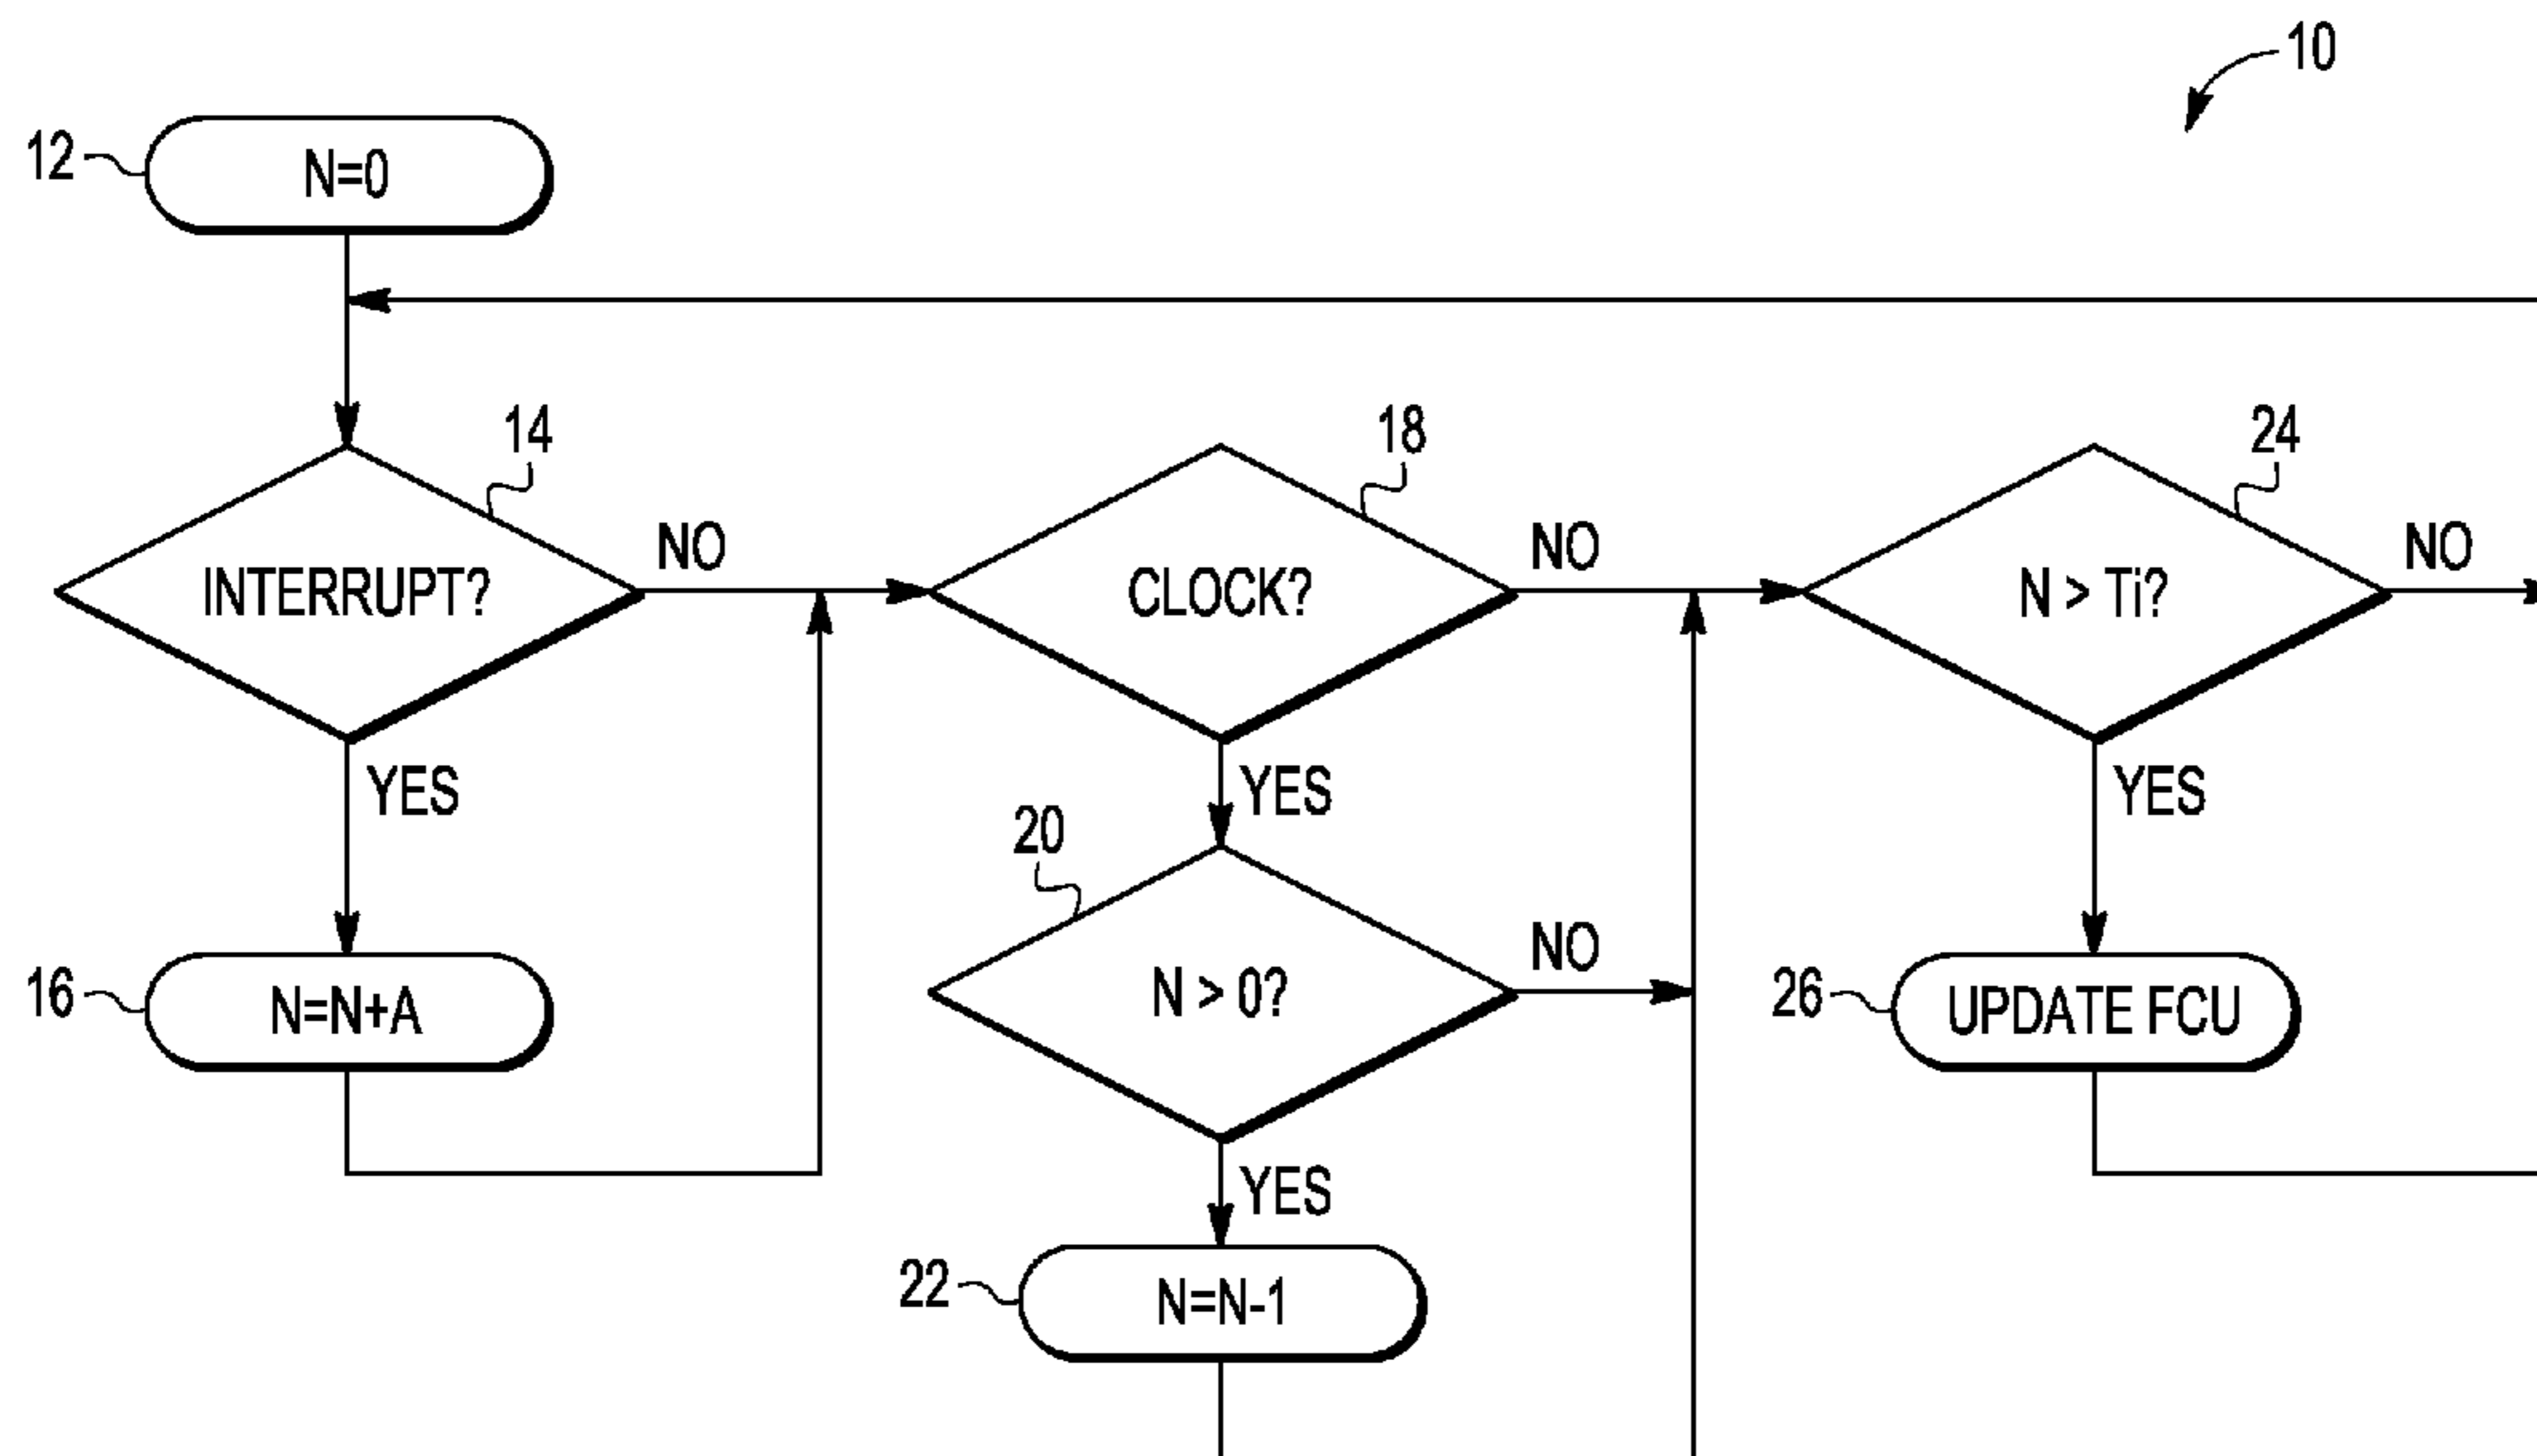 10
12
N=0
14
INTERRUPT?
NO
YES
16
N=N+A
18
CLOCK?
NO
YES
20
N > 0?
NO
YES
22
N=N-1
24
N > Ti?
NO
YES
26
UPDATE FCU